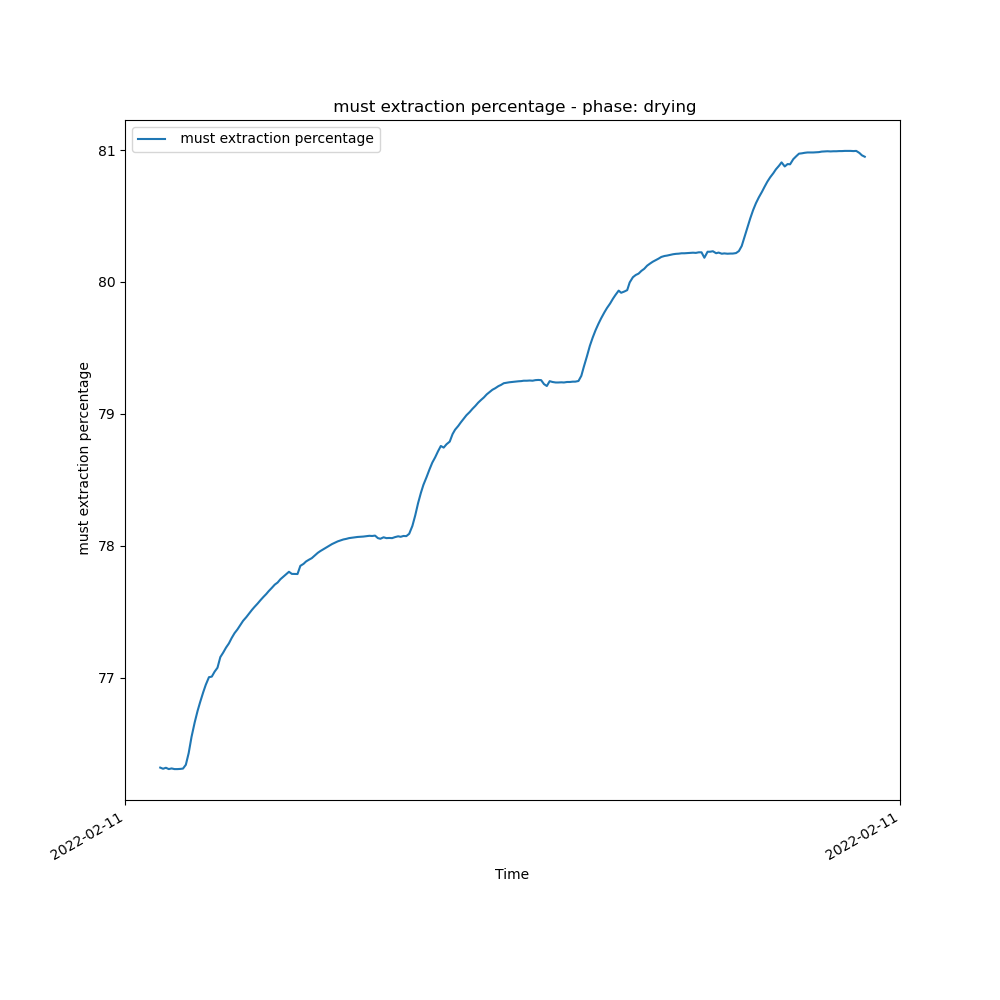 must extraction percentage - phase: drying
must extraction percentage
81
80
79
78
77
must extraction percentage
2022-02-11
2022-02-11
Time